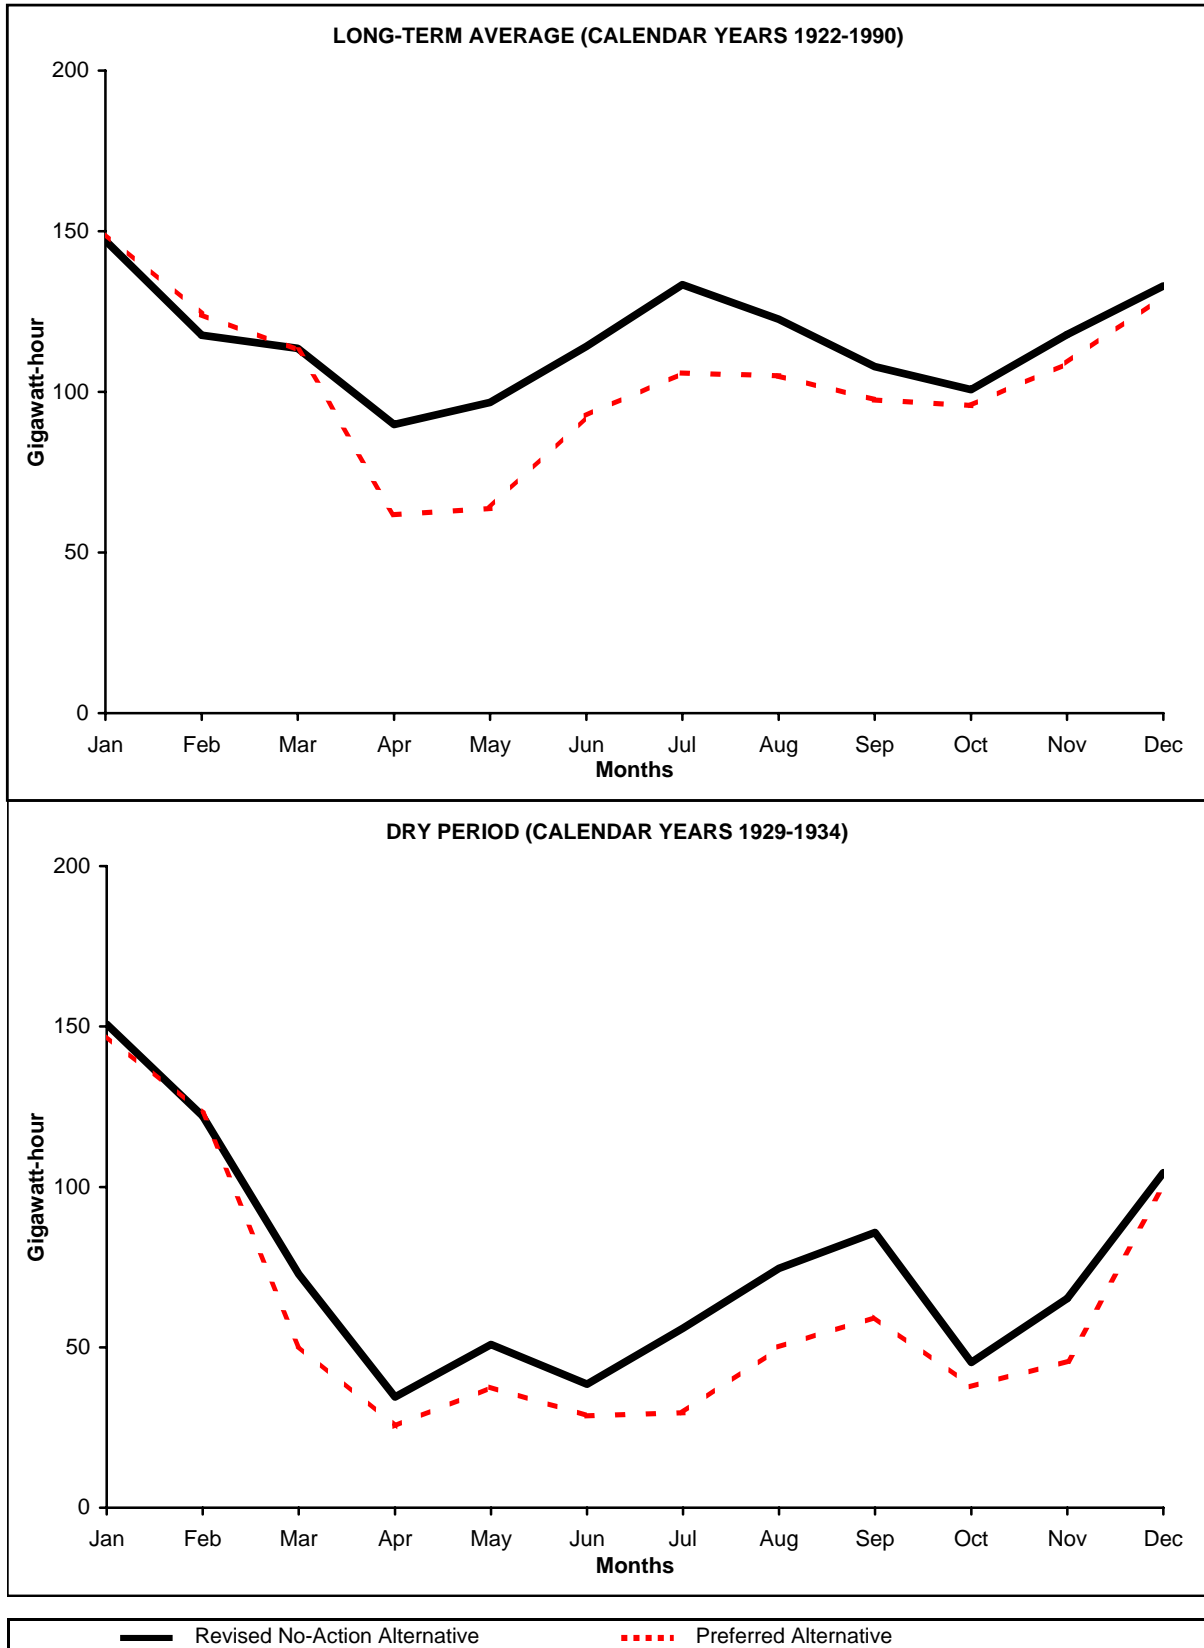 LONG-TERM AVERAGE (CALENDAR YEARS 1922-1990)
200
150
100
50
0
Gigawatt-hour
Jan Feb Mar Apr May Jun Jul Aug Sep Oct Nov Dec
Months
DRY PERIOD (CALENDAR YEARS 1929-1934)
200
150
100
50
0
Gigawatt-hour
Jan Feb Mar Apr May Jun Jul Aug Sep Oct Nov Dec
Months
Revised No-Action Alternative Preferred Alternative